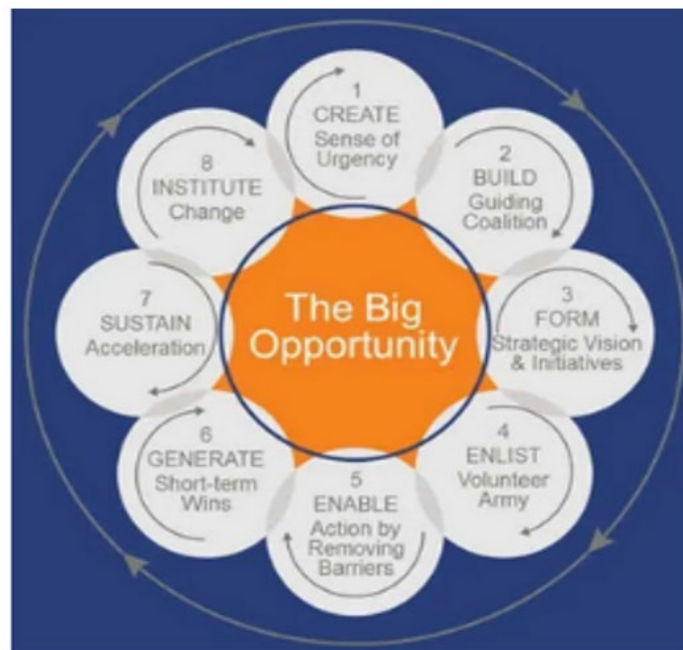 1
CREATE
Sense of
Urgency
2
BUILD
Guiding
Coalition
3
FORM
Strategic Vision
& Initiatives
4
ENLIST
Volunteer
Army
5
ENABLE
Action by
Removing
Barriers
6
GENERATE
Short-term
Wins
7
SUSTAIN
Acceleration
8
INSTITUTE
Change
The Big
Opportunity